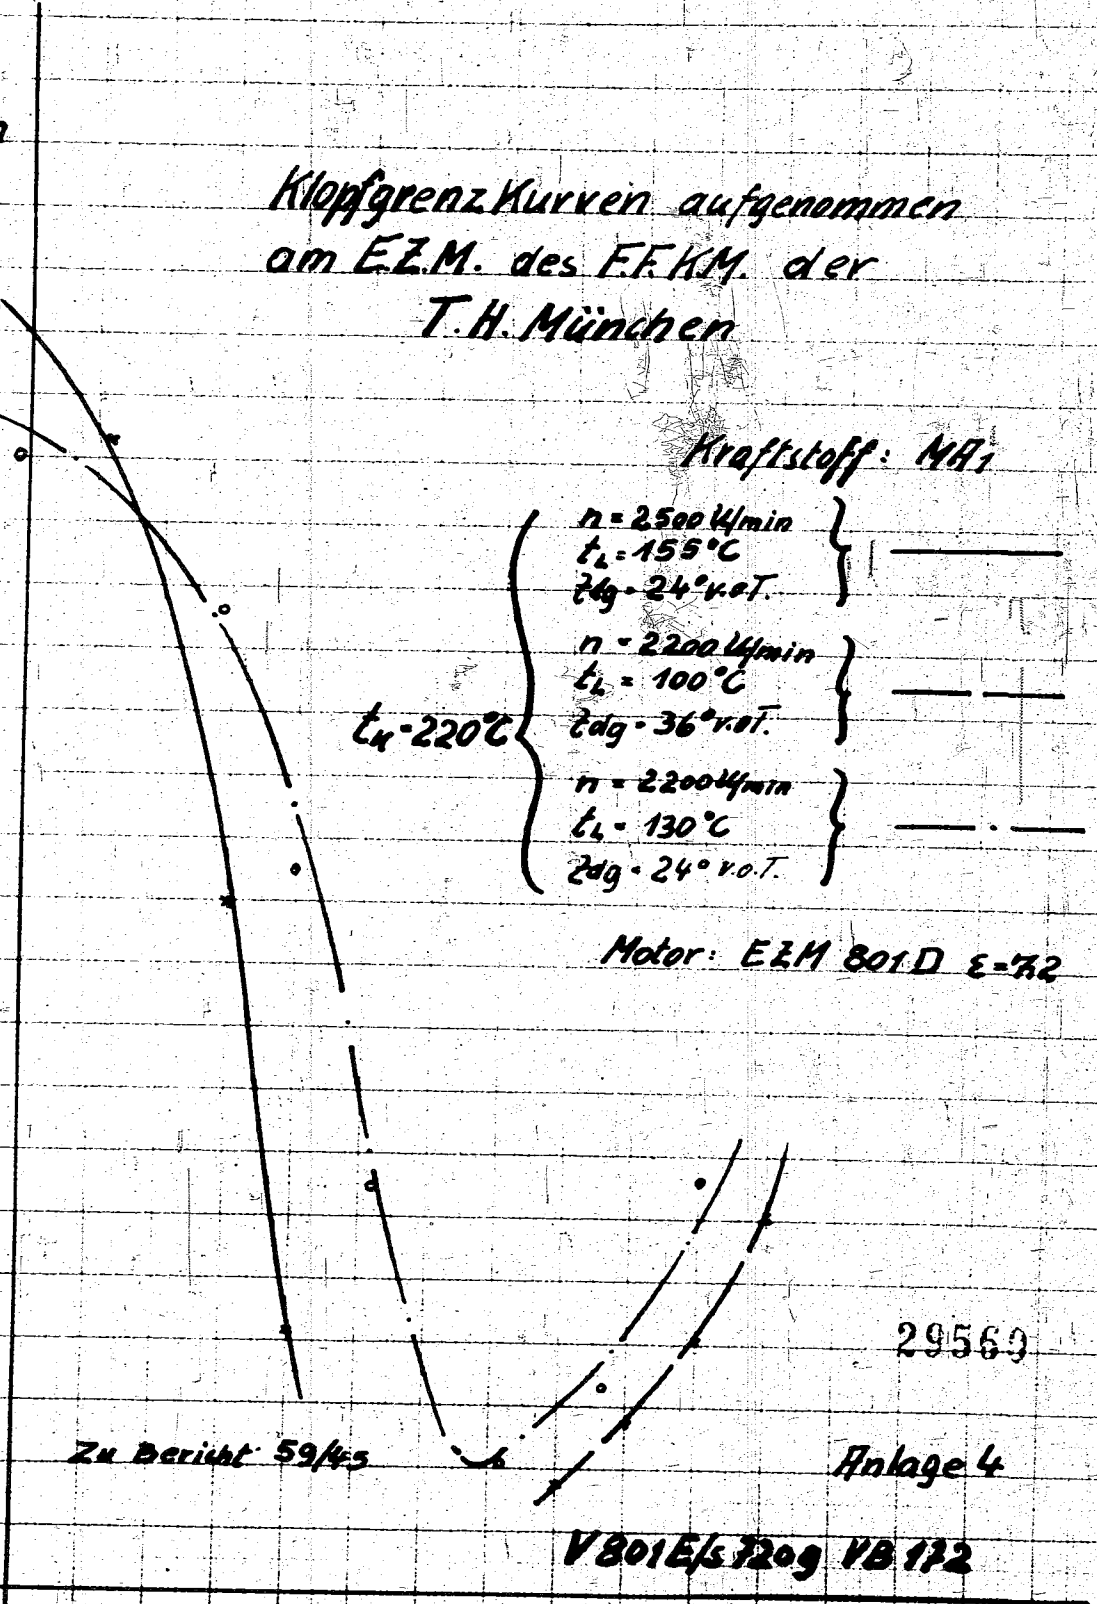 Klopfgrenz Kurven aufgenommen
am E.Z.M. des F.F.K.M. der
T.H. München
Kraftstoff: MA1
n = 2500 U/min
tL = 155°C
Zdg = 24° v.o.T.
n = 2200 U/min
tL = 100°C
Zdg = 36° v.o.T.
tK = 220°C
n = 2200 U/min
tL = 130°C
Zdg = 24° v.o.T.
Motor: EZM 801 D ε = 7,2
29569
Zu Bericht 59/45
Anlage 4
V 801 E/s 720g VB 172